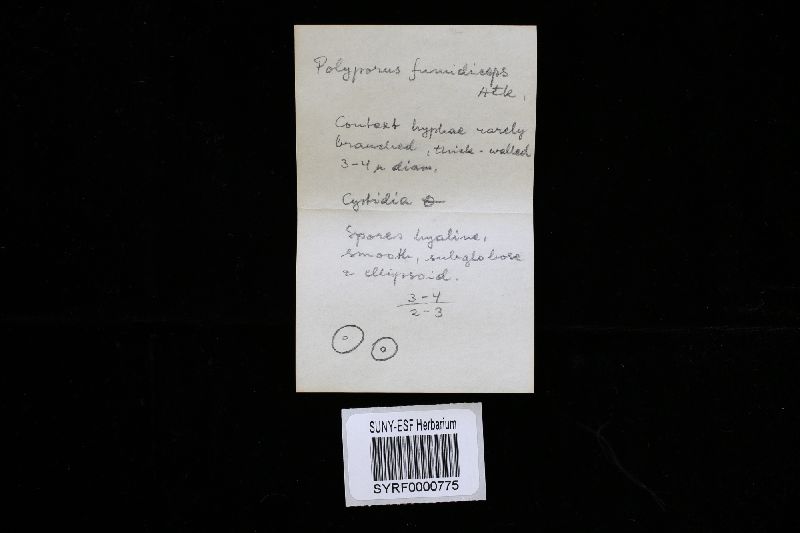 Polyporus fumidiceps
Atk.
Context hyphae rarely
branched, thick-walled
3-4 µ diam.
Cystidia 0
Spores hyaline,
smooth, subglobose
ellipsoid.
3-4
2-3
SUNY-ESF Herbarium
SYRF0000775